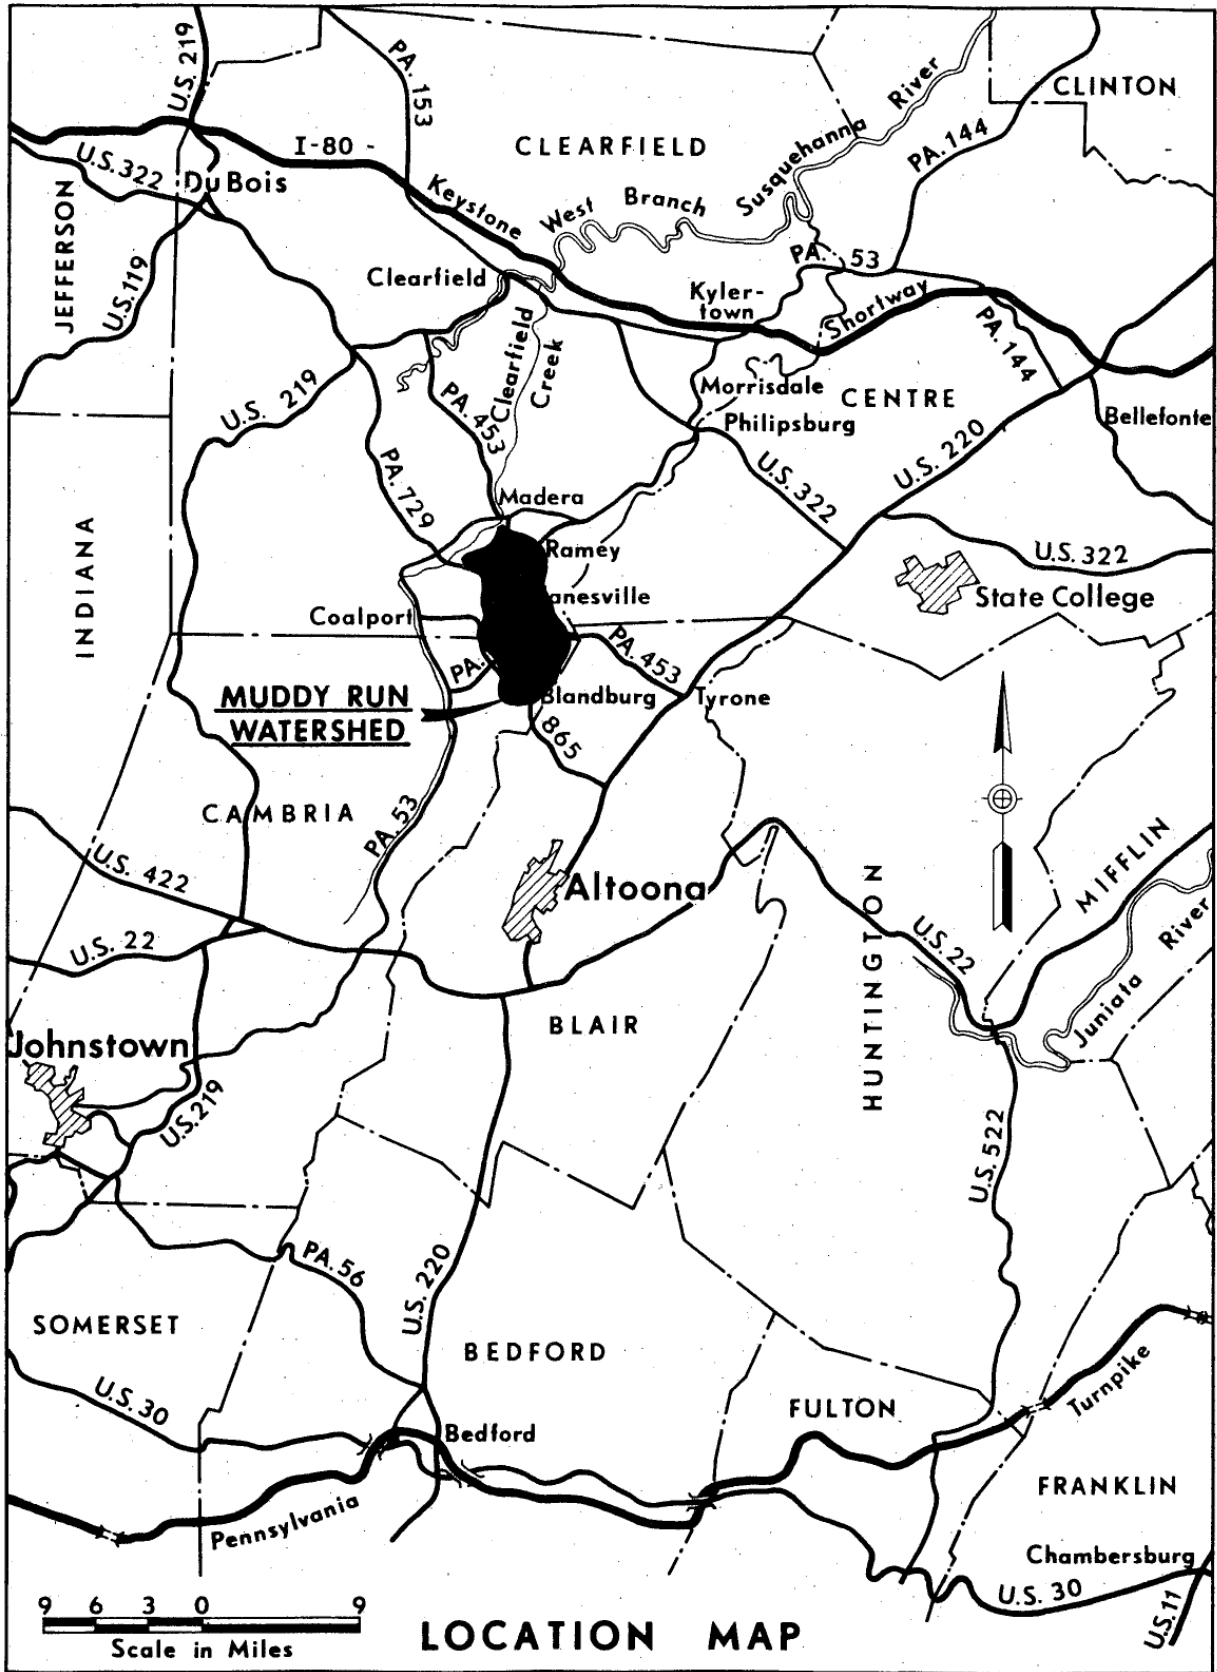 U.S. 219
PA. 153
CLINTON
River
CLEARFIELD
PA. 144
I-80 -
U.S. 322
DuBois
Susquehanna
Keystone
West Branch
JEFFERSON
U.S. 119
Clearfield
PA. 53
Kyler-
town
Shortway
PA. 144
Clearfield
Creek
Morrisdale
CENTRE
U.S. 219
PA. 453
Philipsburg
Bellefonte
U.S. 220
PA. 729
U.S. 322
Madera
INDIANA
Ramey
U.S. 322
anesville
State College
Coalport
PA. 453
PA.
MUDDY RUN
WATERSHED
Blandburg
Tyrone
865
CAMBRIA
PA. 53
MIFFLIN
U.S. 422
Altoona
HUNTINGTON
U.S. 22
U.S. 22
River
Juniata
BLAIR
Johnstown
U.S. 219
U.S. 522
PA. 56
U.S. 220
SOMERSET
BEDFORD
U.S. 30
FULTON
Turnpike
Bedford
FRANKLIN
Pennsylvania
Chambersburg
U.S. 30
U.S. 11
9 6 3 0 9
Scale in Miles
LOCATION MAP